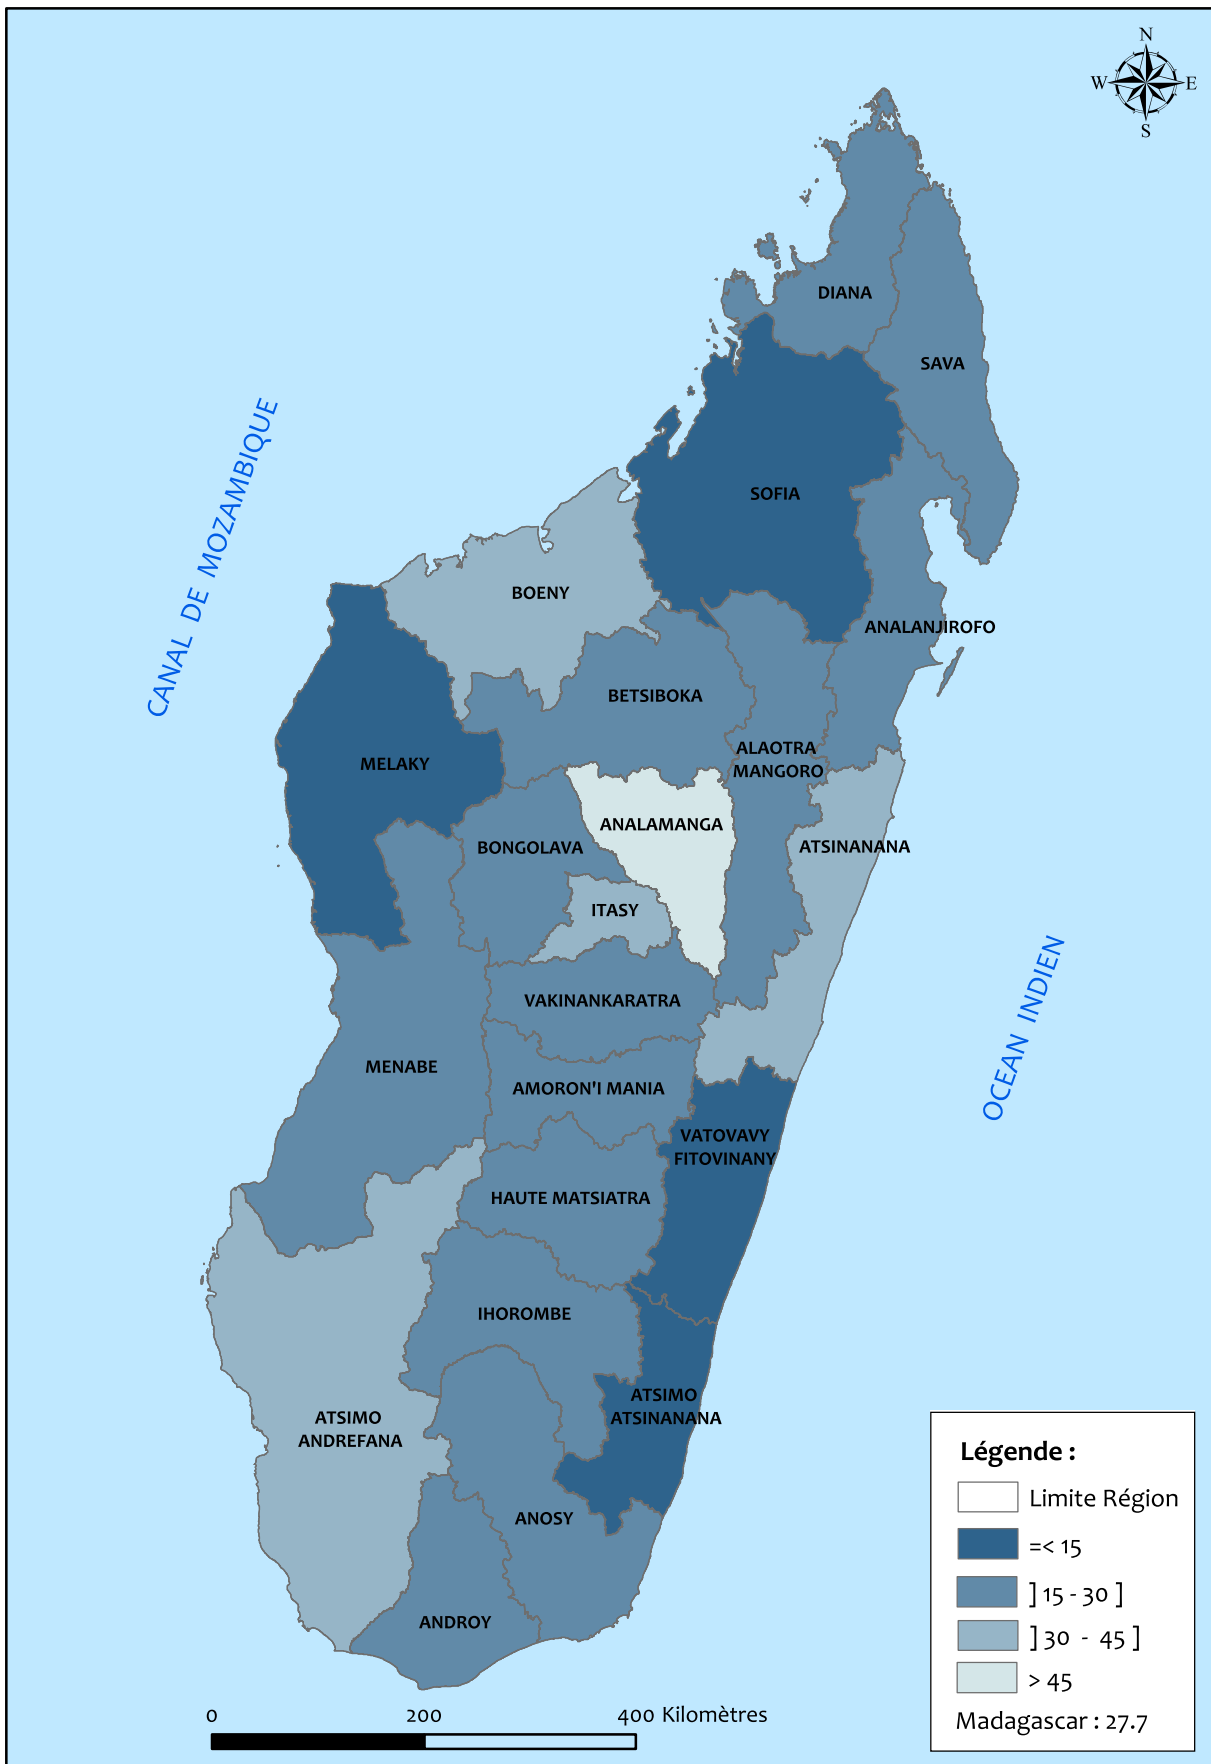 N
W
E
S
DIANA
SAVA
CANAL DE MOZAMBIQUE
SOFIA
BOENY
ANALANJIROFO
BETSIBOKA
ALAOTRA
MANGORO
MELAKY
ANALAMANGA
BONGOLAVA
ATSINANANA
ITASY
VAKINANKARATRA
OCEAN INDIEN
MENABE
AMORON'I MANIA
VATOVAVY
FITOVINANY
HAUTE MATSIATRA
IHOROMBE
ATSIMO
ATSINANANA
ATSIMO
ANDREFANA
ANOSY
ANDROY
Légende :
Limite Région
=< 15
] 15 - 30 ]
] 30 - 45 ]
> 45
Madagascar : 27.7
0 200 400 Kilomètres